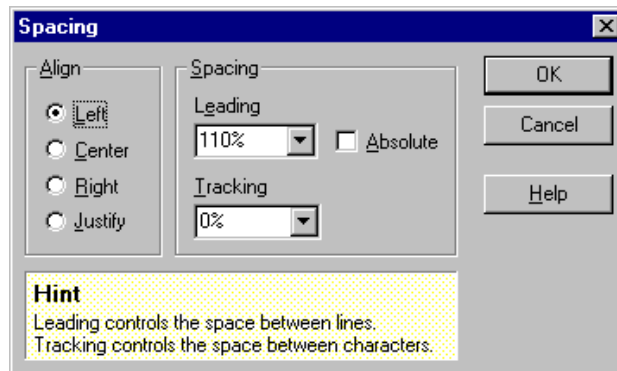 Spacing
Align
Left
Center
Right
Justify
Spacing
Leading
110%
Absolute
Tracking
0%
OK
Cancel
Help
Hint
Leading controls the space between lines.
Tracking controls the space between characters.